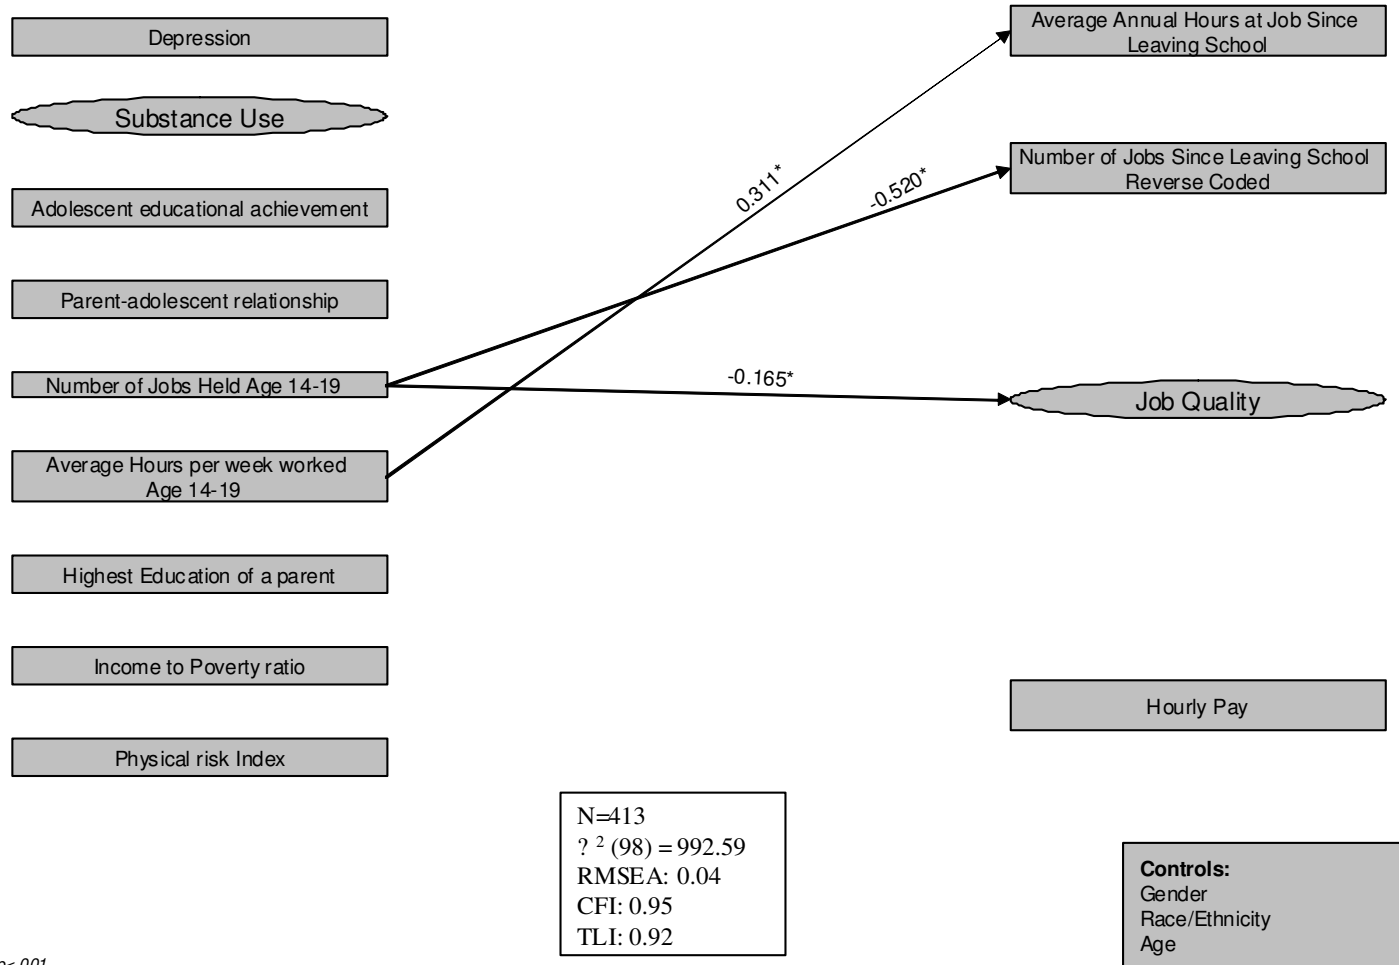 Depression
Substance Use
Adolescent educational achievement
Parent-adolescent relationship
Number of Jobs Held Age 14-19
Average Hours per week worked
Age 14-19
Highest Education of a parent
Income to Poverty ratio
Physical risk Index
0.311*
-0.520*
-0.165*
Average Annual Hours at Job Since
Leaving School
Number of Jobs Since Leaving School
Reverse Coded
Job Quality
Hourly Pay
N=413
? 2 (98) = 992.59
RMSEA: 0.04
CFI: 0.95
TLI: 0.92
Controls:
Gender
Race/Ethnicity
Age